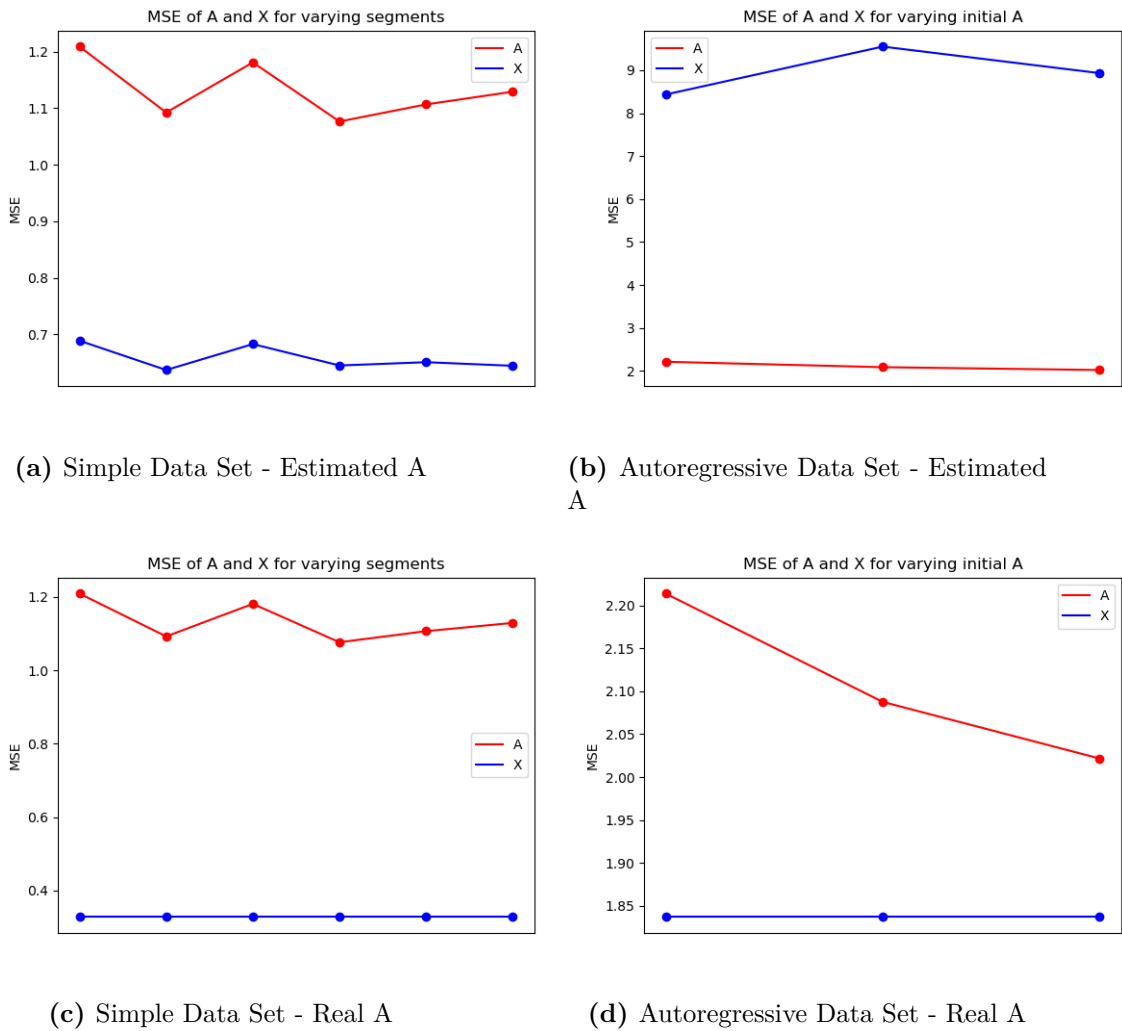 MSE of A and X for varying segments
1.2
1.1
1.0
0.9
0.8
0.7
MSE
A
X
(a) Simple Data Set - Estimated A
MSE of A and X for varying initial A
9
8
7
6
5
4
3
2
MSE
A
X
(b) Autoregressive Data Set - Estimated
A
MSE of A and X for varying segments
1.2
1.0
0.8
0.6
0.4
MSE
A
X
(c) Simple Data Set - Real A
MSE of A and X for varying initial A
2.20
2.15
2.10
2.05
2.00
1.95
1.90
1.85
MSE
A
X
(d) Autoregressive Data Set - Real A